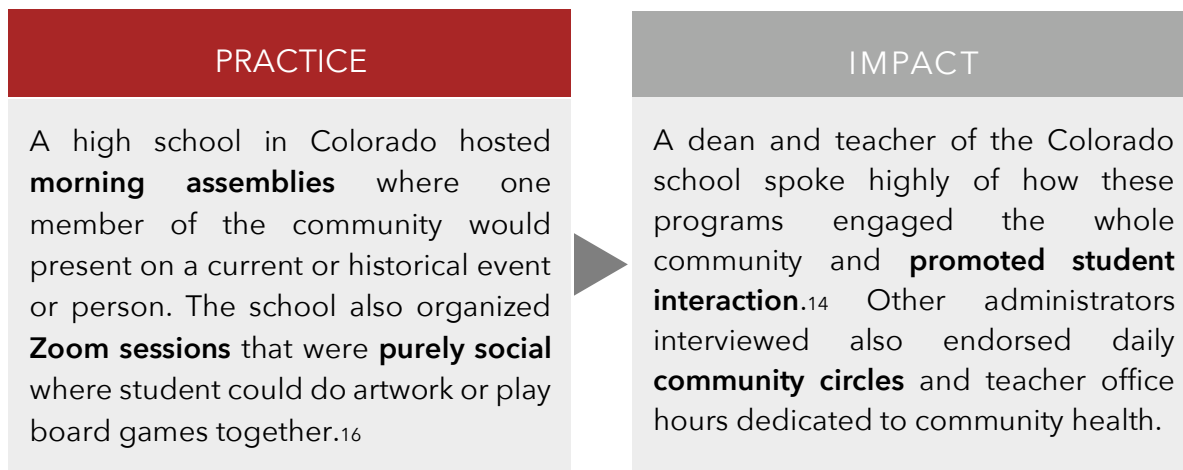 PRACTICE
A high school in Colorado hosted
morning assemblies where one
member of the community would
present on a current or historical event
or person. The school also organized
Zoom sessions that were purely social
where student could do artwork or play
board games together.16
IMPACT
A dean and teacher of the Colorado
school spoke highly of how these
programs engaged the whole
community and promoted student
interaction.14 Other administrators
interviewed also endorsed daily
community circles and teacher office
hours dedicated to community health.